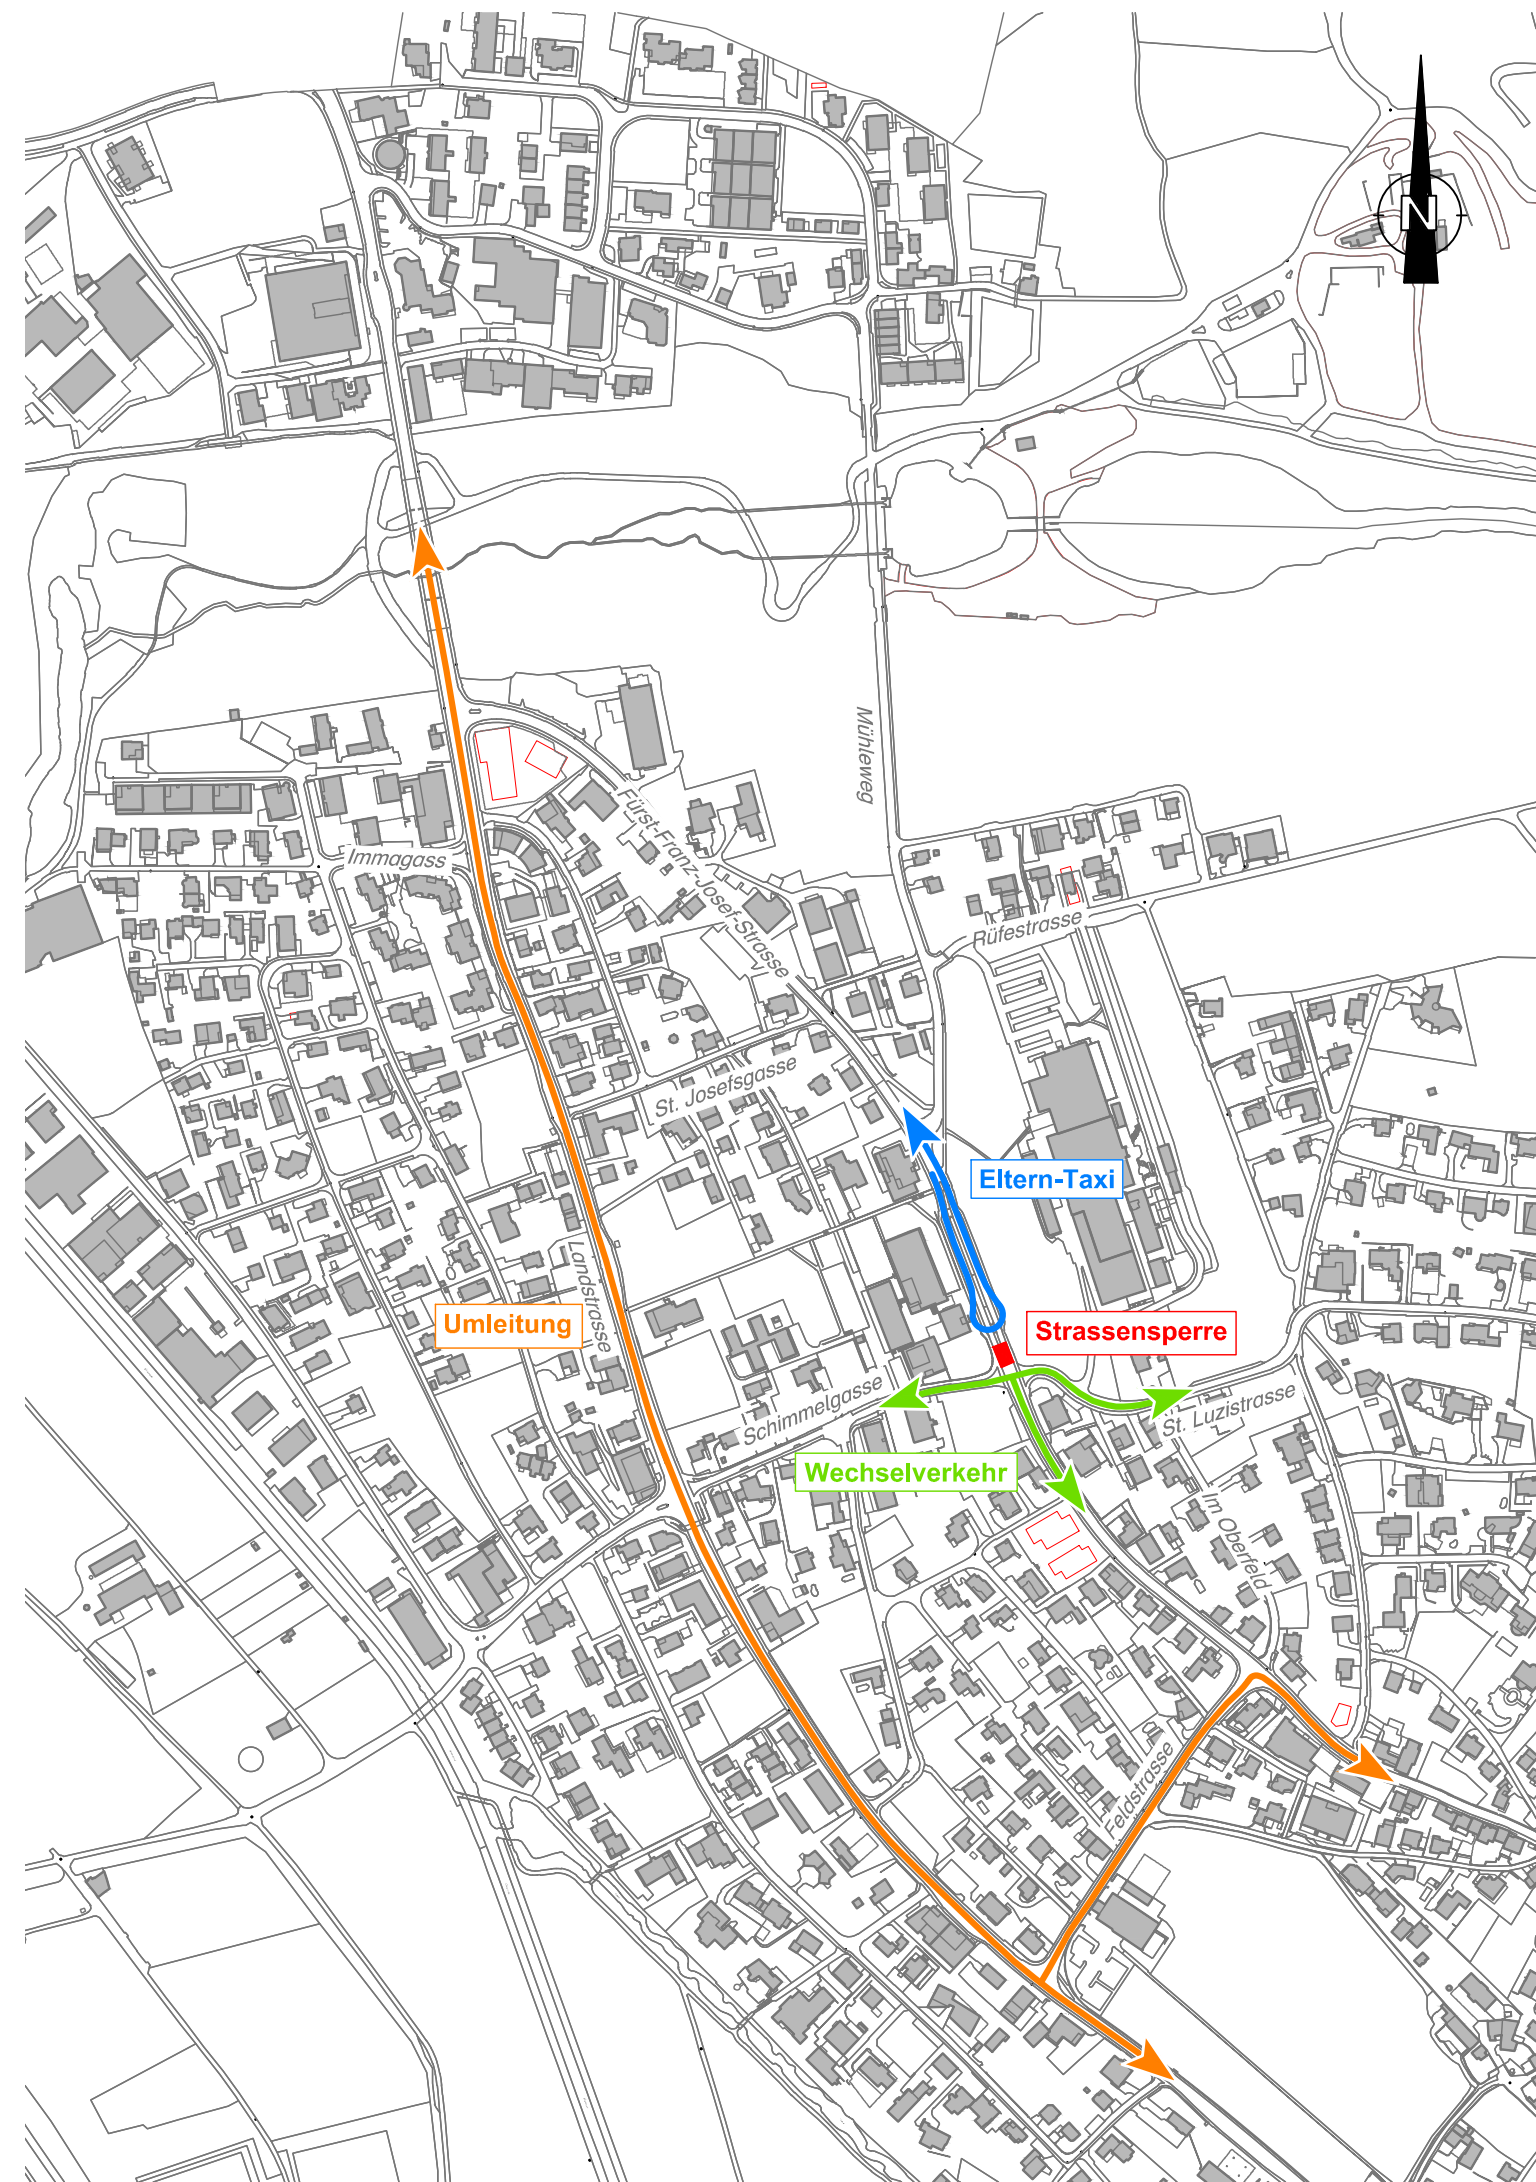 N
Mühleweg
Fürst-Franz-Josef-Strasse
Immagass
Rüfestrasse
St. Josefsgasse
Eltern-Taxi
Landstrasse
Umleitung
Strassensperre
Schimmelgasse
St. Luzistrasse
Wechselverkehr
Im Oberfeld
Feldstrasse